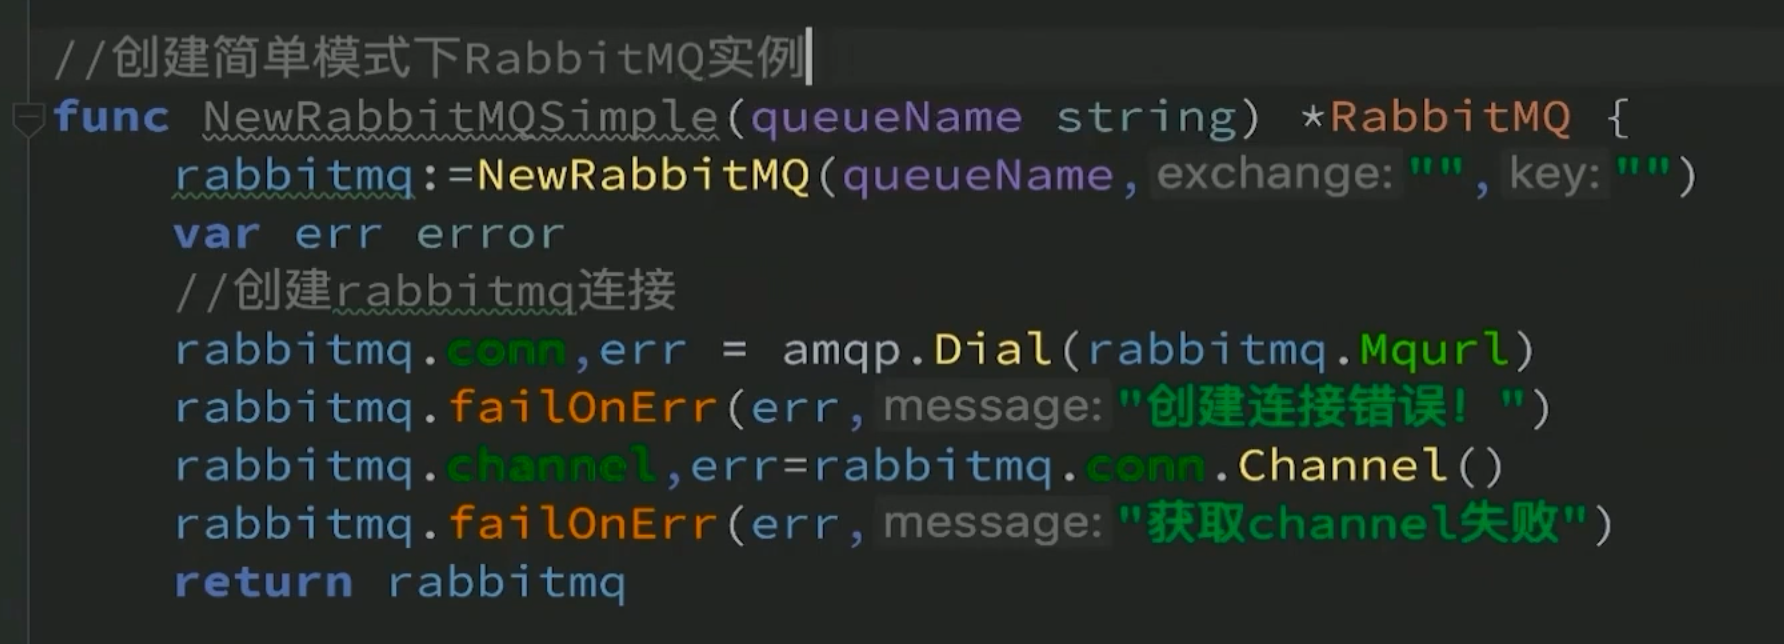 //创建简单模式下RabbitMQ实例
func NewRabbitMQSimple(queueName string) *RabbitMQ {
rabbitmq:=NewRabbitMQ(queueName, exchange: "", key: "")
var err error
//创建rabbitmq连接
rabbitmq.conn,err = amqp.Dial(rabbitmq.Mqurl)
rabbitmq.failOnErr(err, message: "创建连接错误！")
rabbitmq.channel,err=rabbitmq.conn.Channel()
rabbitmq.failOnErr(err, message: "获取channel失败")
return rabbitmq